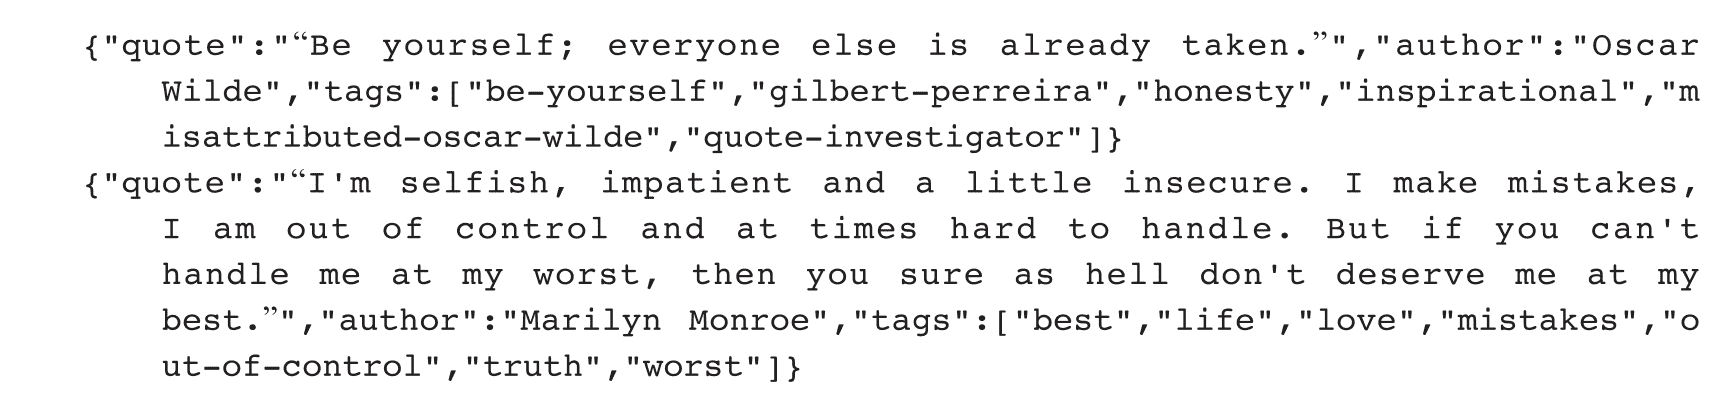 {"quote":"“Be yourself; everyone else is already taken.”","author":"Oscar
Wilde","tags":["be-yourself","gilbert-perreira","honesty","inspirational","m
isattributed-oscar-wilde","quote-investigator"]}
{"quote":"“I'm selfish, impatient and a little insecure. I make mistakes,
I am out of control and at times hard to handle. But if you can't
handle me at my worst, then you sure as hell don't deserve me at my
best.”","author":"Marilyn Monroe","tags":["best","life","love","mistakes","o
ut-of-control","truth","worst"]}